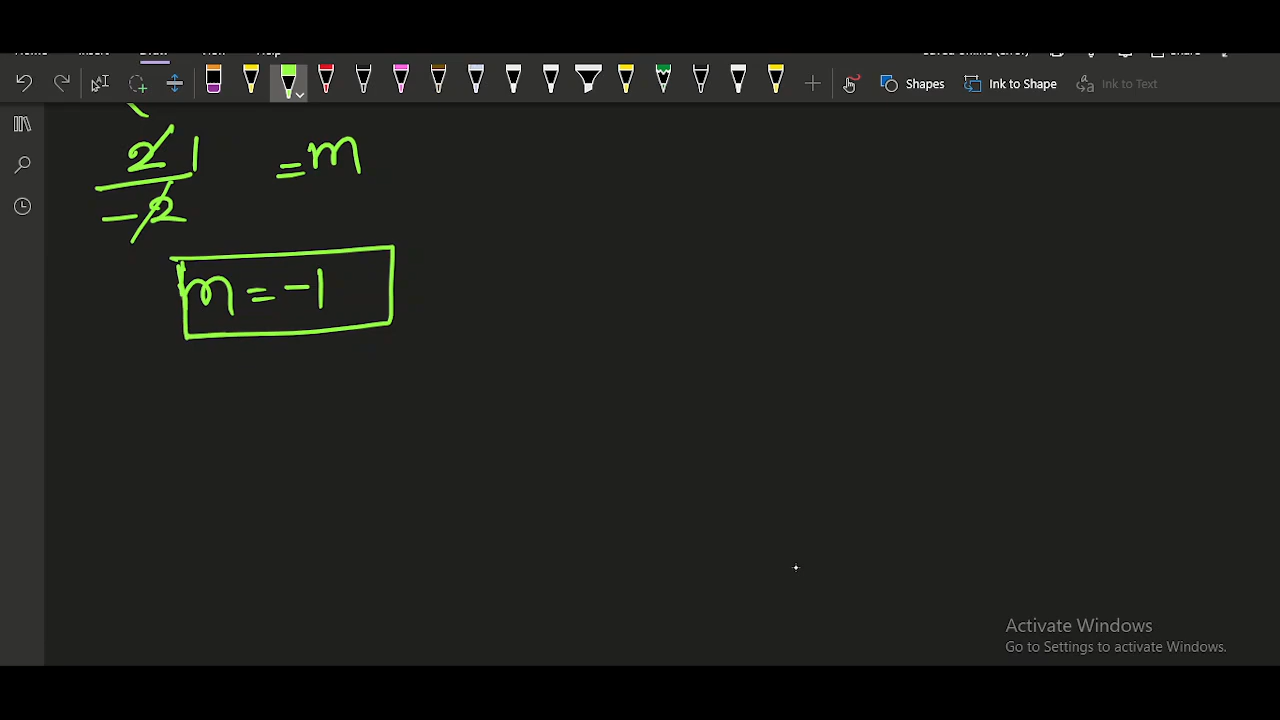 Shapes Ink to Shape Ink to Text
2 1
-2
= m
m = -1
Activate Windows
Go to Settings to activate Windows.